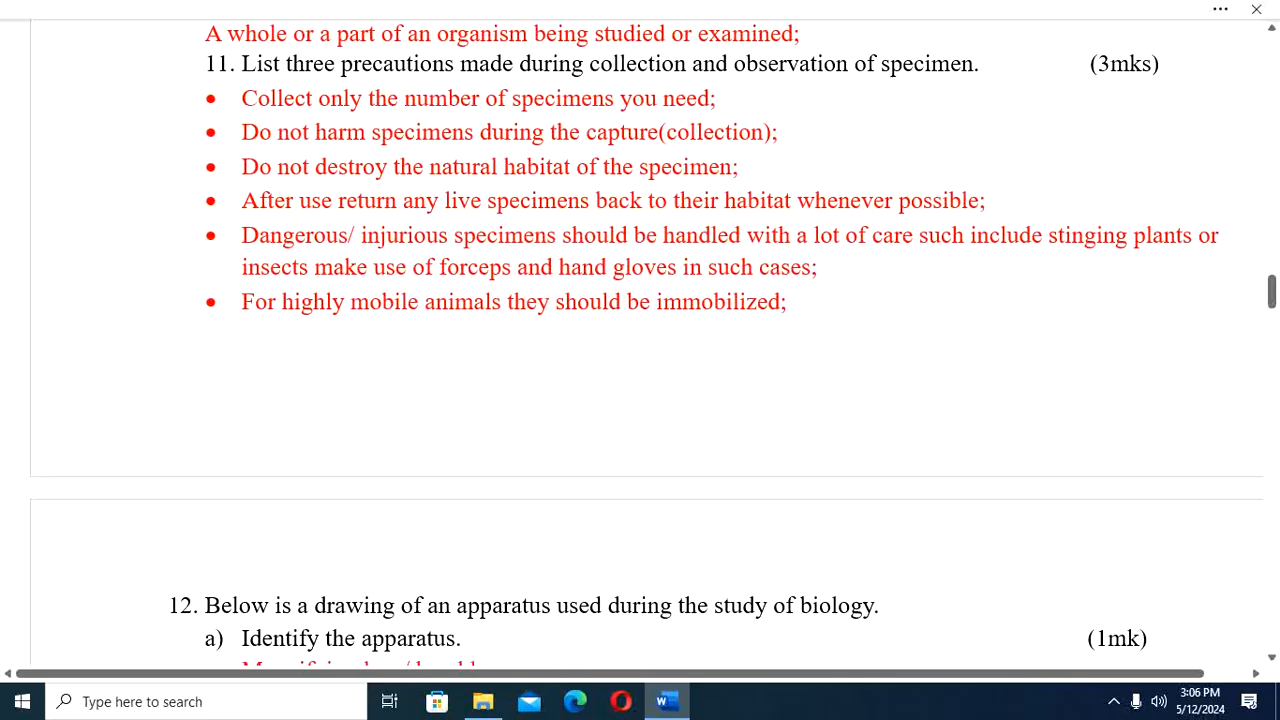 A whole or a part of an organism being studied or examined;
11. List three precautions made during collection and observation of specimen. (3mks)
• Collect only the number of specimens you need;
• Do not harm specimens during the capture(collection);
• Do not destroy the natural habitat of the specimen;
• After use return any live specimens back to their habitat whenever possible;
• Dangerous/ injurious specimens should be handled with a lot of care such include stinging plants or
insects make use of forceps and hand gloves in such cases;
• For highly mobile animals they should be immobilized;
12. Below is a drawing of an apparatus used during the study of biology.
a) Identify the apparatus. (1mk)
Type here to search
3:06 PM
5/12/2024